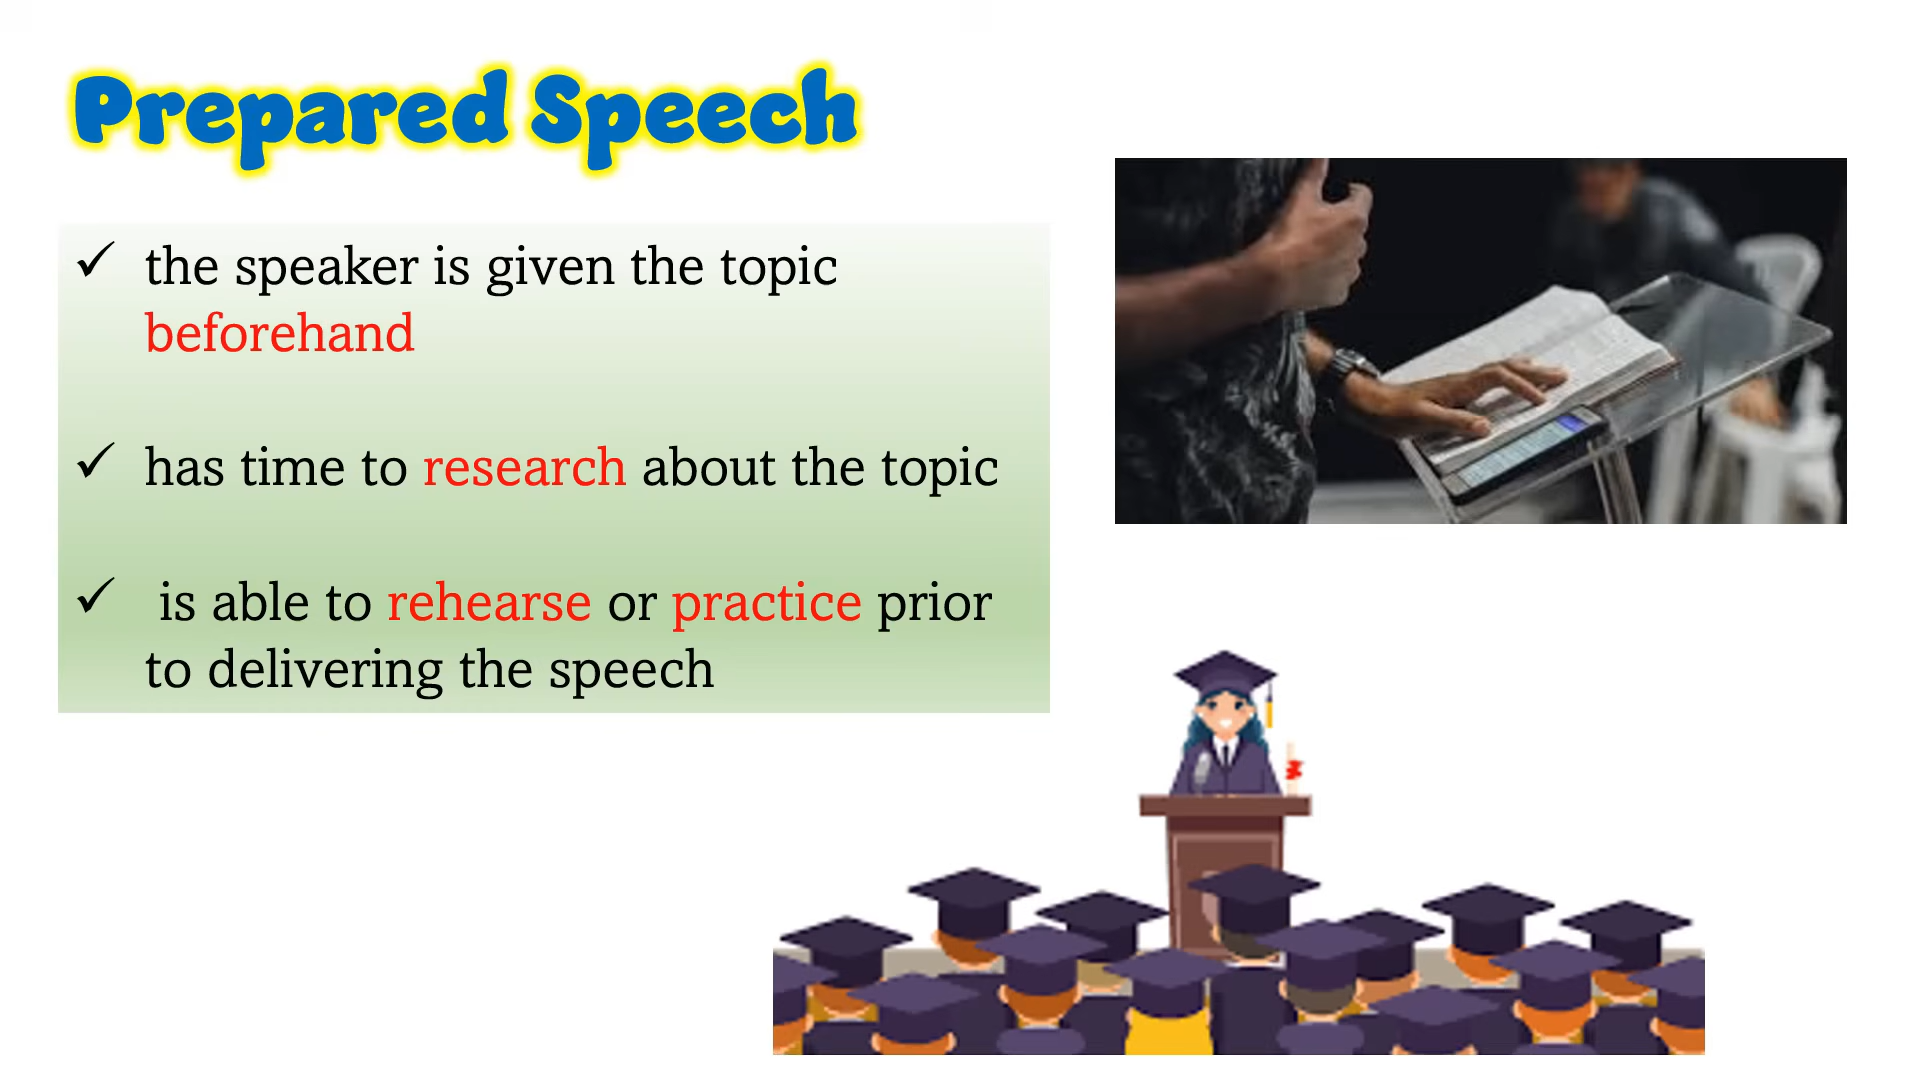 Prepared Speech
✓ the speaker is given the topic
beforehand
✓ has time to research about the topic
✓ is able to rehearse or practice prior
to delivering the speech